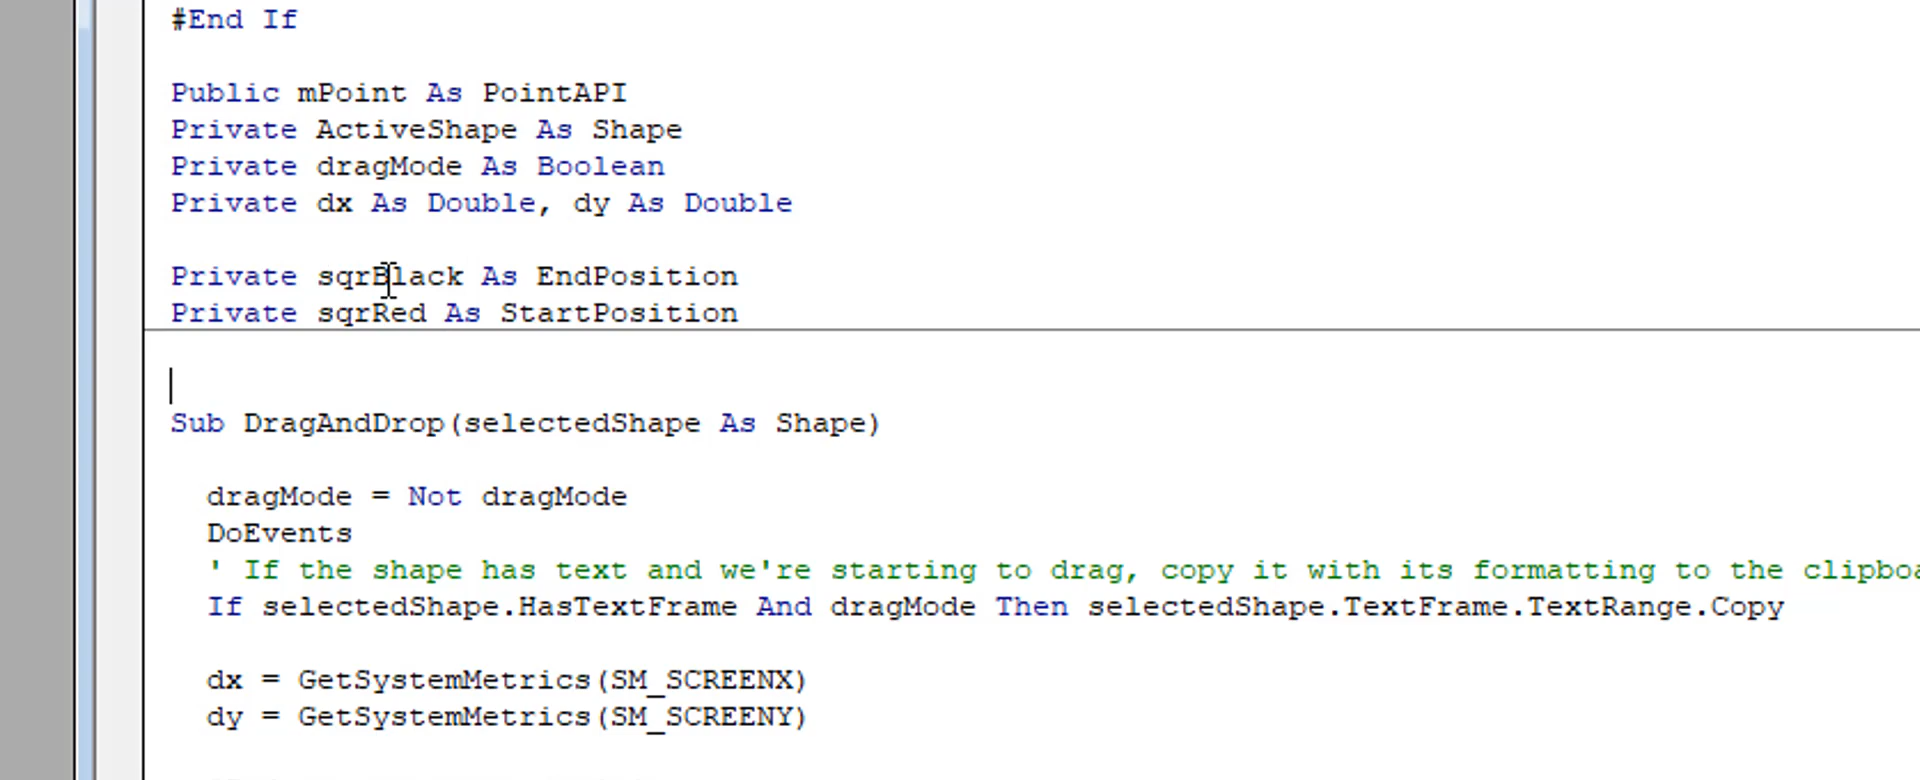 #End If
Public mPoint As PointAPI
Private ActiveShape As Shape
Private dragMode As Boolean
Private dx As Double, dy As Double
Private sqrBlack As EndPosition
Private sqrRed As StartPosition
Sub DragAndDrop(selectedShape As Shape)
dragMode = Not dragMode
DoEvents
' If the shape has text and we're starting to drag, copy it with its formatting to the
If selectedShape.HasTextFrame And dragMode Then selectedShape.TextFrame.TextRange.Copy
dx = GetSystemMetrics(SM_SCREENX)
dy = GetSystemMetrics(SM_SCREENY)